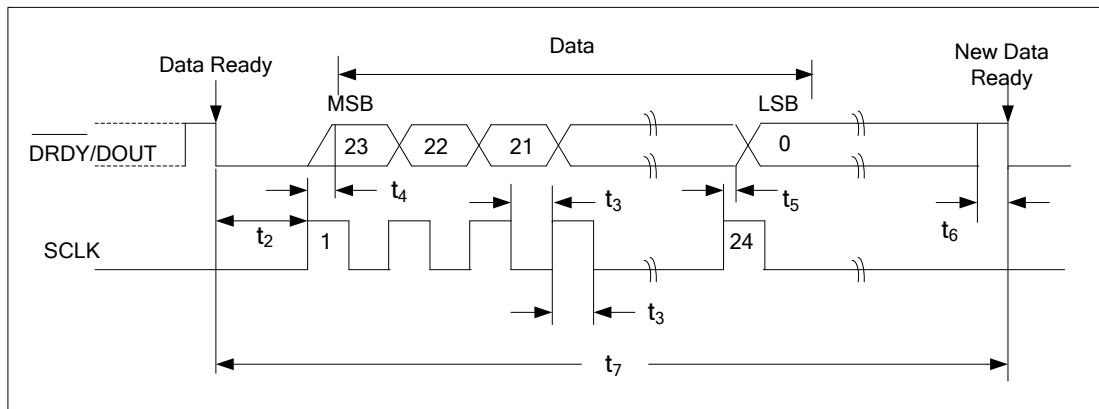 Data
Data Ready
New Data
Ready
MSB
LSB
DRDY/DOUT
23
22
21
0
t4
t3
t5
t2
t6
SCLK
1
24
t3
t7